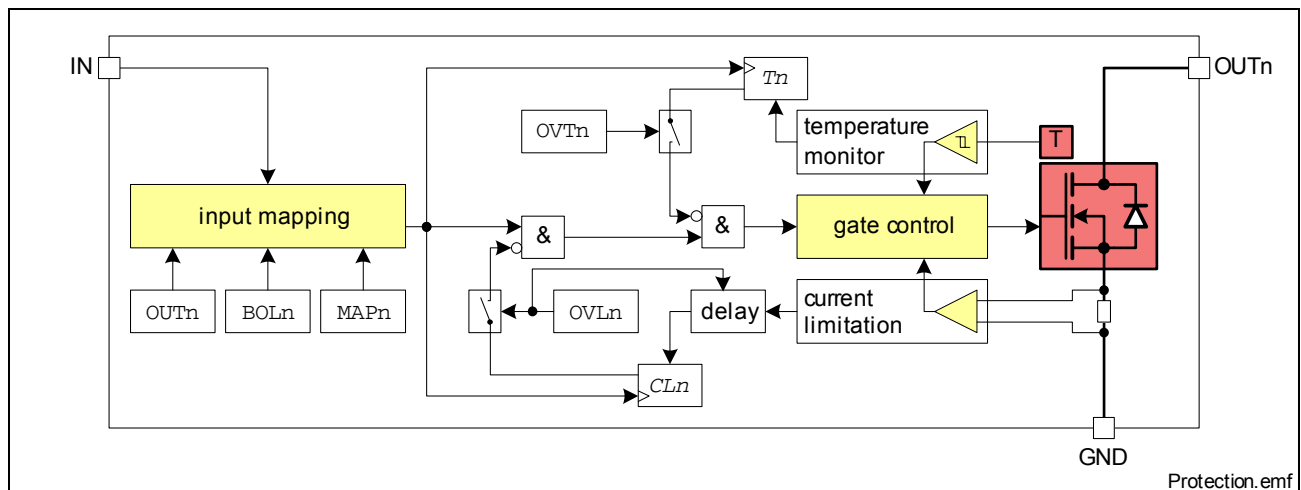 IN
OUTn
Tn
OVTn
temperature
monitor
T
input mapping
&
&
gate control
OUTn
BOLn
MAPn
OVLn
delay
current
limitation
CLn
GND
Protection.emf